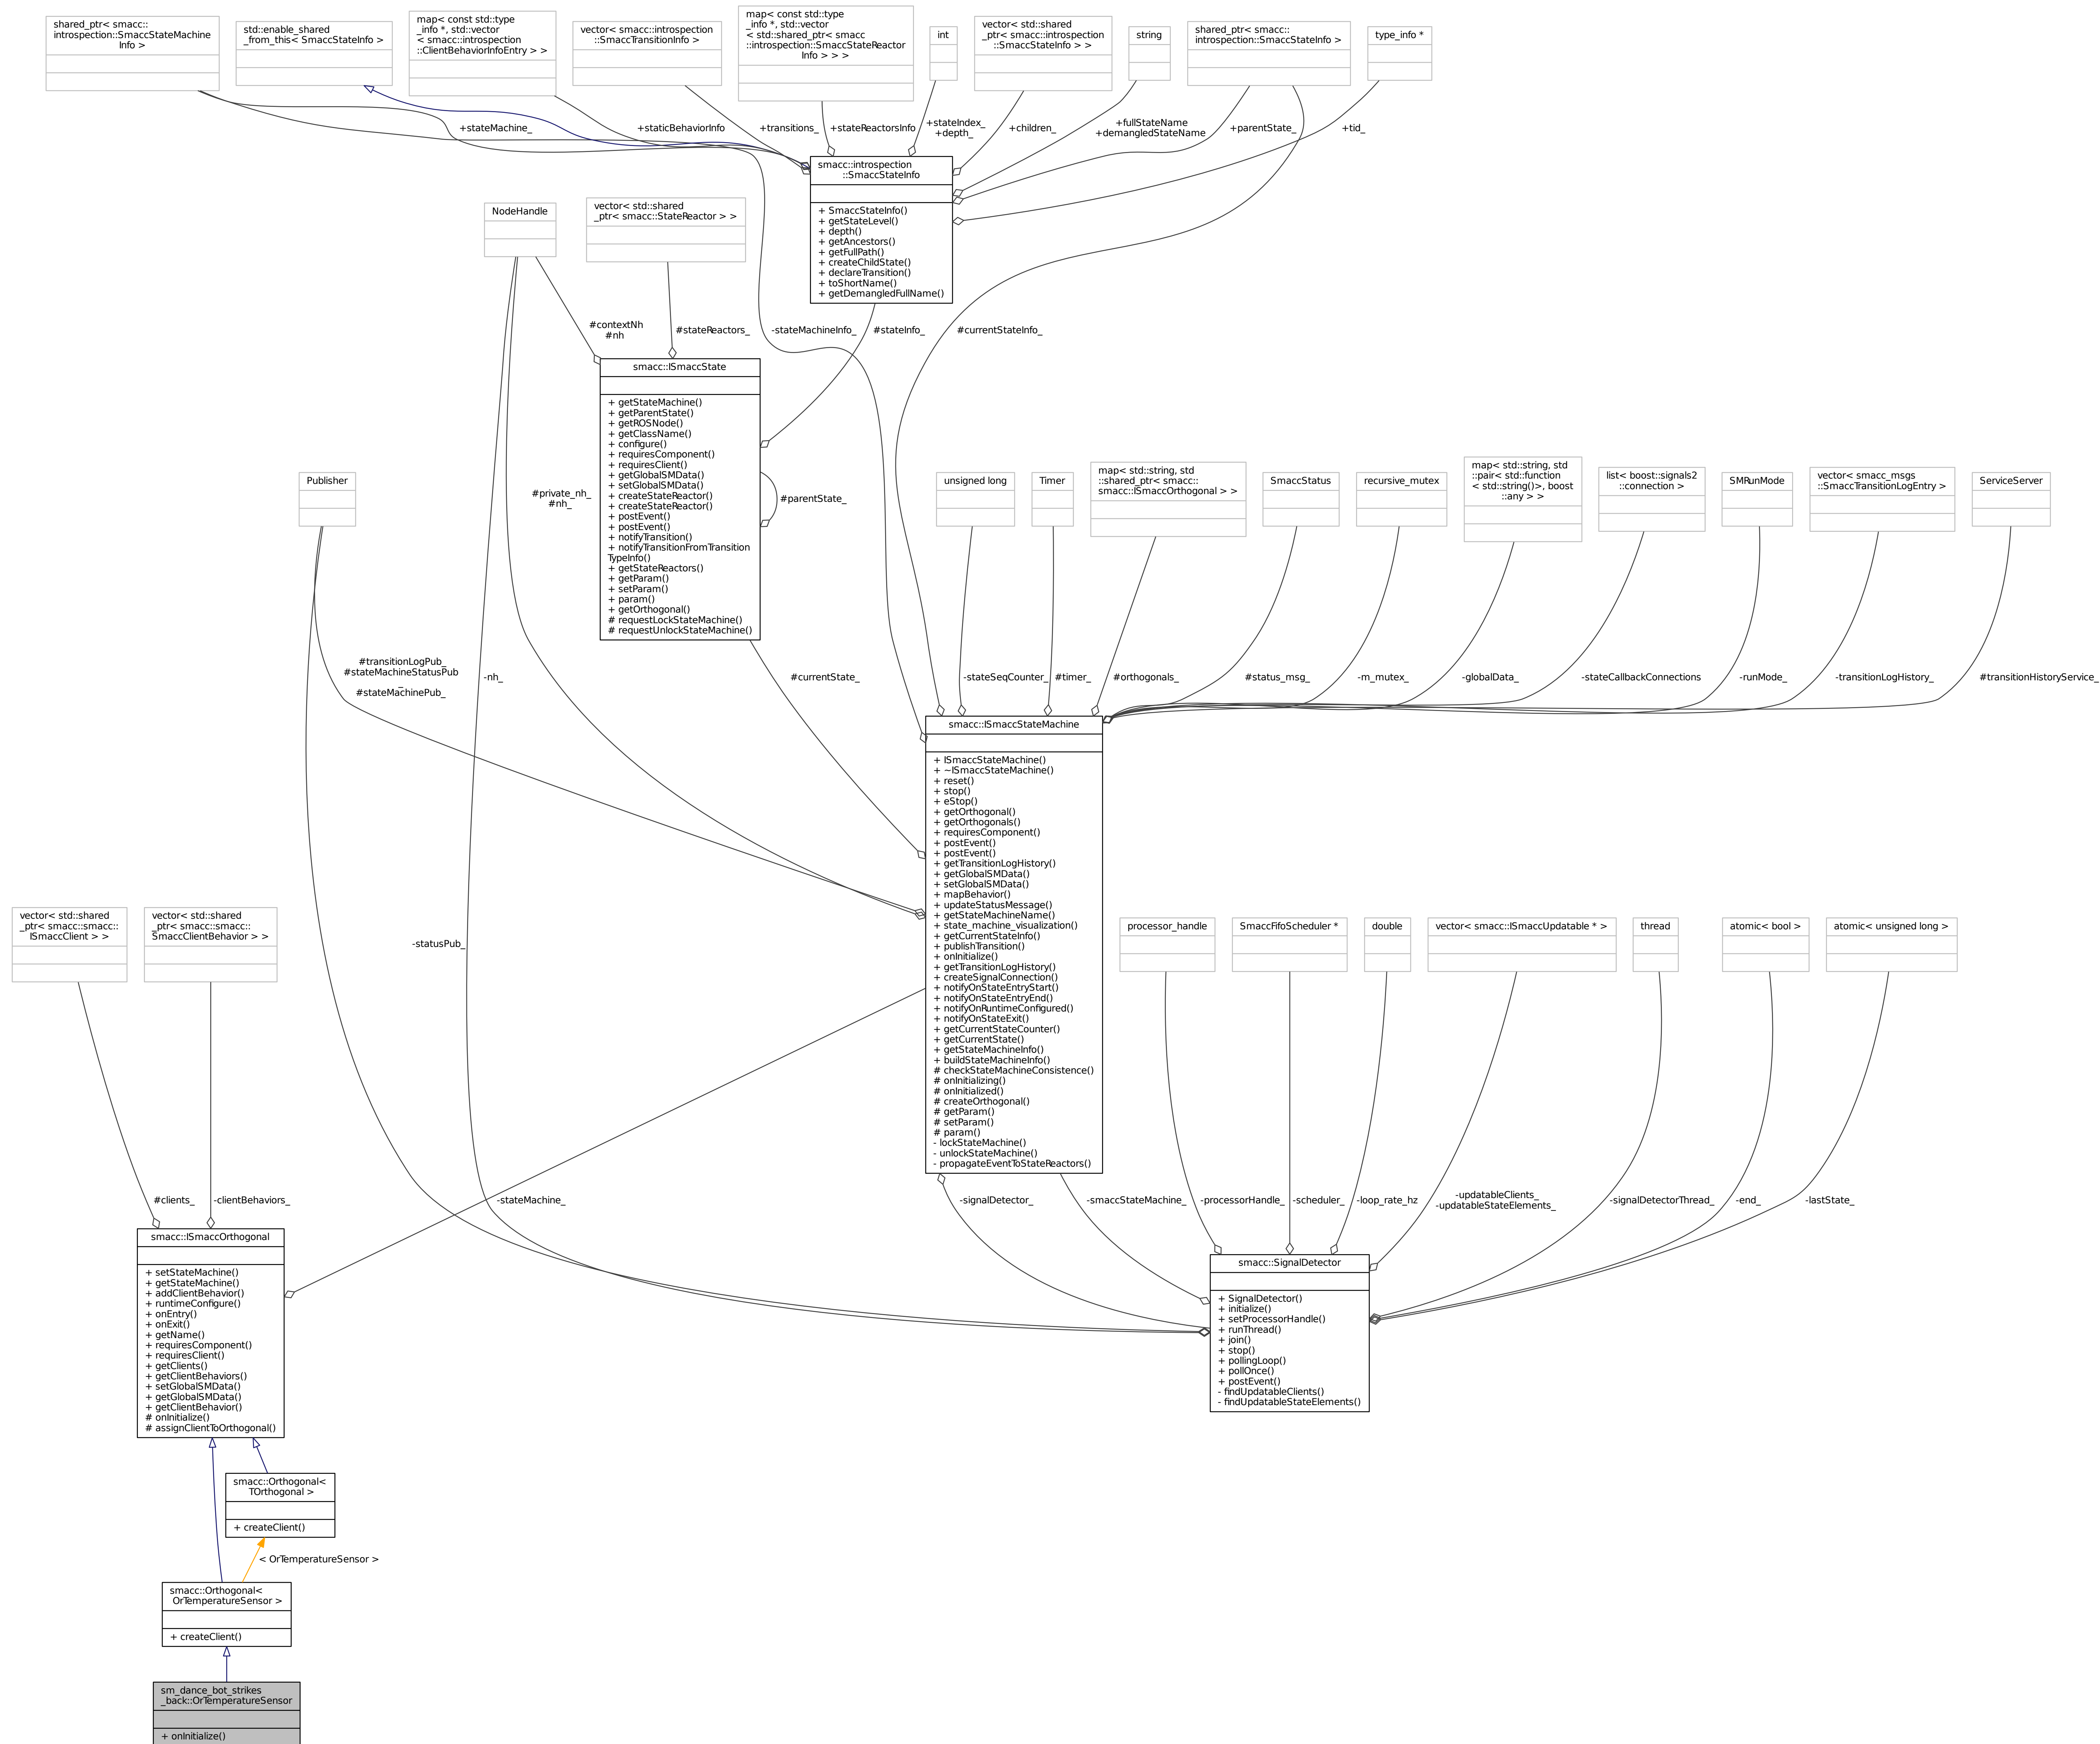 shared_ptr< smacc::
introspection::SmaccStateMachine
Info >
std::enable_shared
_from_this< SmaccStateInfo >
map< const std::type
_info *, std::vector
< smacc::introspection
::ClientBehaviorInfoEntry > >
vector< smacc::introspection
::SmaccTransitionInfo >
map< const std::type
_info *, std::vector
< std::shared_ptr< smacc
::introspection::SmaccStateReactor
Info > > >
int
vector< std::shared
_ptr< smacc::introspection
::SmaccStateInfo > >
string
shared_ptr< smacc::
introspection::SmaccStateInfo >
type_info *
+stateMachine_
+staticBehaviorInfo
+transitions_
+stateReactorsInfo
+stateIndex_
+depth_
+children_
+fullStateName
+demangledStateName
+parentState_
+tid_
smacc::introspection
::SmaccStateInfo
+ SmaccStateInfo()
+ getStateLevel()
+ depth()
+ getAncestors()
+ getFullPath()
+ createChildState()
+ declareTransition()
+ toShortName()
+ getDemangledFullName()
NodeHandle
vector< std::shared
_ptr< smacc::StateReactor > >
#contextNh
#nh
#stateReactors_
-stateMachineInfo_
#stateInfo_
#currentStateInfo_
smacc::ISmaccState
+ getStateMachine()
+ getParentState()
+ getROSNode()
+ getClassName()
+ configure()
+ requiresComponent()
+ requiresClient()
+ getGlobalSMData()
+ setGlobalSMData()
+ createStateReactor()
+ createStateReactor()
+ postEvent()
+ postEvent()
+ notifyTransition()
+ notifyTransitionFromTransition
TypeInfo()
+ getStateReactors()
+ getParam()
+ setParam()
+ param()
+ getOrthogonal()
# requestLockStateMachine()
# requestUnlockStateMachine()
#parentState_
#private_nh_
#nh_
Publisher
unsigned long
Timer
map< std::string, std
::shared_ptr< smacc::
smacc::ISmaccOrthogonal > >
SmaccStatus
recursive_mutex
map< std::string, std
::pair< std::function
< std::string()>, boost
::any > >
list< boost::signals2
::connection >
SMRunMode
vector< smacc_msgs
::SmaccTransitionLogEntry >
ServiceServer
#transitionLogPub_
#stateMachineStatusPub
_
#stateMachinePub_
-nh_
#currentState_
-stateSeqCounter_
#timer_
#orthogonals_
#status_msg_
-m_mutex_
-globalData_
-stateCallbackConnections
-runMode_
-transitionLogHistory_
#transitionHistoryService_
smacc::ISmaccStateMachine
+ ISmaccStateMachine()
+ ~ISmaccStateMachine()
+ reset()
+ stop()
+ eStop()
+ getOrthogonal()
+ getOrthogonals()
+ requiresComponent()
+ postEvent()
+ postEvent()
+ getTransitionLogHistory()
+ getGlobalSMData()
+ setGlobalSMData()
+ mapBehavior()
+ updateStatusMessage()
+ getStateMachineName()
+ state_machine_visualization()
+ getCurrentStateInfo()
+ publishTransition()
+ onInitialize()
+ getTransitionLogHistory()
+ createSignalConnection()
+ notifyOnStateEntryStart()
+ notifyOnStateEntryEnd()
+ notifyOnRuntimeConfigured()
+ notifyOnStateExit()
+ getCurrentStateCounter()
+ getCurrentState()
+ getStateMachineInfo()
+ buildStateMachineInfo()
# checkStateMachineConsistence()
# onInitializing()
# onInitialized()
# createOrthogonal()
# getParam()
# setParam()
# param()
- lockStateMachine()
- unlockStateMachine()
- propagateEventToStateReactors()
vector< std::shared
_ptr< smacc::smacc::
ISmaccClient > >
vector< std::shared
_ptr< smacc::smacc::
SmaccClientBehavior > >
-statusPub_
processor_handle
SmaccFifoScheduler *
double
vector< smacc::ISmaccUpdatable * >
thread
atomic< bool >
atomic< unsigned long >
#clients_
-clientBehaviors_
-stateMachine_
-signalDetector_
-smaccStateMachine_
-processorHandle_
-scheduler_
-loop_rate_hz
-updatableClients_
-updatableStateElements_
-signalDetectorThread_
-end_
-lastState_
smacc::ISmaccOrthogonal
+ setStateMachine()
+ getStateMachine()
+ addClientBehavior()
+ runtimeConfigure()
+ onEntry()
+ onExit()
+ getName()
+ requiresComponent()
+ requiresClient()
+ getClients()
+ getClientBehaviors()
+ setGlobalSMData()
+ getGlobalSMData()
+ getClientBehavior()
# onInitialize()
# assignClientToOrthogonal()
smacc::SignalDetector
+ SignalDetector()
+ initialize()
+ setProcessorHandle()
+ runThread()
+ join()
+ stop()
+ pollingLoop()
+ pollOnce()
+ postEvent()
- findUpdatableClients()
- findUpdatableStateElements()
smacc::Orthogonal<
TOrthogonal >
+ createClient()
< OrTemperatureSensor >
smacc::Orthogonal<
OrTemperatureSensor >
+ createClient()
sm_dance_bot_strikes
_back::OrTemperatureSensor
+ onInitialize()